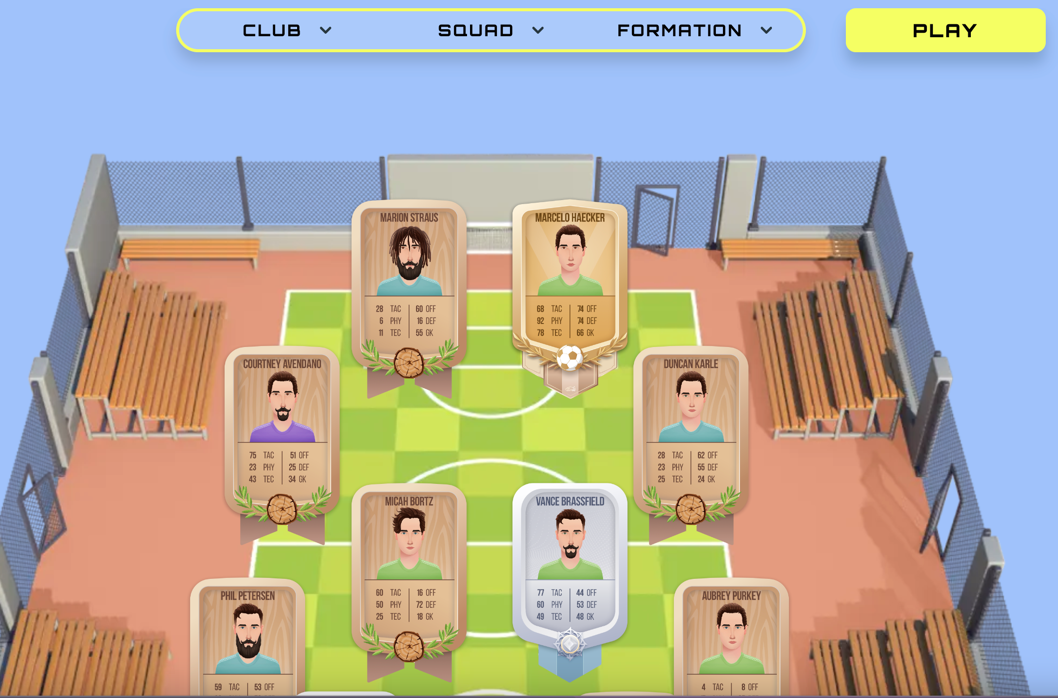 CLUB
SQUAD
FORMATION
PLAY
MARION STRAUS
28 TAC 60 OFF
6 PHY 16 DEF
11 TEC 55 GK
MARCELO HAECKER
68 TAC 74 OFF
92 PHY 74 DEF
78 TEC 66 GK
COURTNEY AVENDANO
75 TAC 51 OFF
23 PHY 25 DEF
43 TEC 34 GK
DUNCAN KARLE
28 TAC 62 OFF
23 PHY 55 DEF
25 TEC 24 GK
MICAH BORTZ
60 TAC 16 OFF
50 PHY 72 DEF
25 TEC 18 GK
VANCE BRASSFIELD
77 TAC 44 OFF
60 PHY 53 DEF
49 TEC 48 GK
PHIL PETERSEN
59 TAC 53 OFF
AUBREY PURKEY
4 TAC 8 OFF